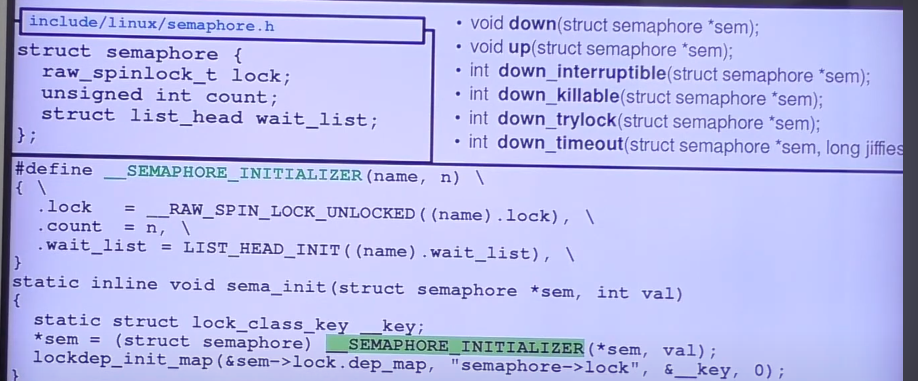 include/linux/semaphore.h
struct semaphore {
raw_spinlock_t lock;
unsigned int count;
struct list_head wait_list;
};
• void down(struct semaphore *sem);
• void up(struct semaphore *sem);
• int down_interruptible(struct semaphore *sem);
• int down_killable(struct semaphore *sem);
• int down_trylock(struct semaphore *sem);
• int down_timeout(struct semaphore *sem, long jiffies
#define __SEMAPHORE_INITIALIZER(name, n) \
{ \
.lock = __RAW_SPIN_LOCK_UNLOCKED((name).lock), \
.count = n, \
.wait_list = LIST_HEAD_INIT((name).wait_list), \
}
static inline void sema_init(struct semaphore *sem, int val)
{
static struct lock_class_key __key;
*sem = (struct semaphore) __SEMAPHORE_INITIALIZER(*sem, val);
lockdep_init_map(&sem->lock.dep_map, "semaphore->lock", &__key, 0);
}